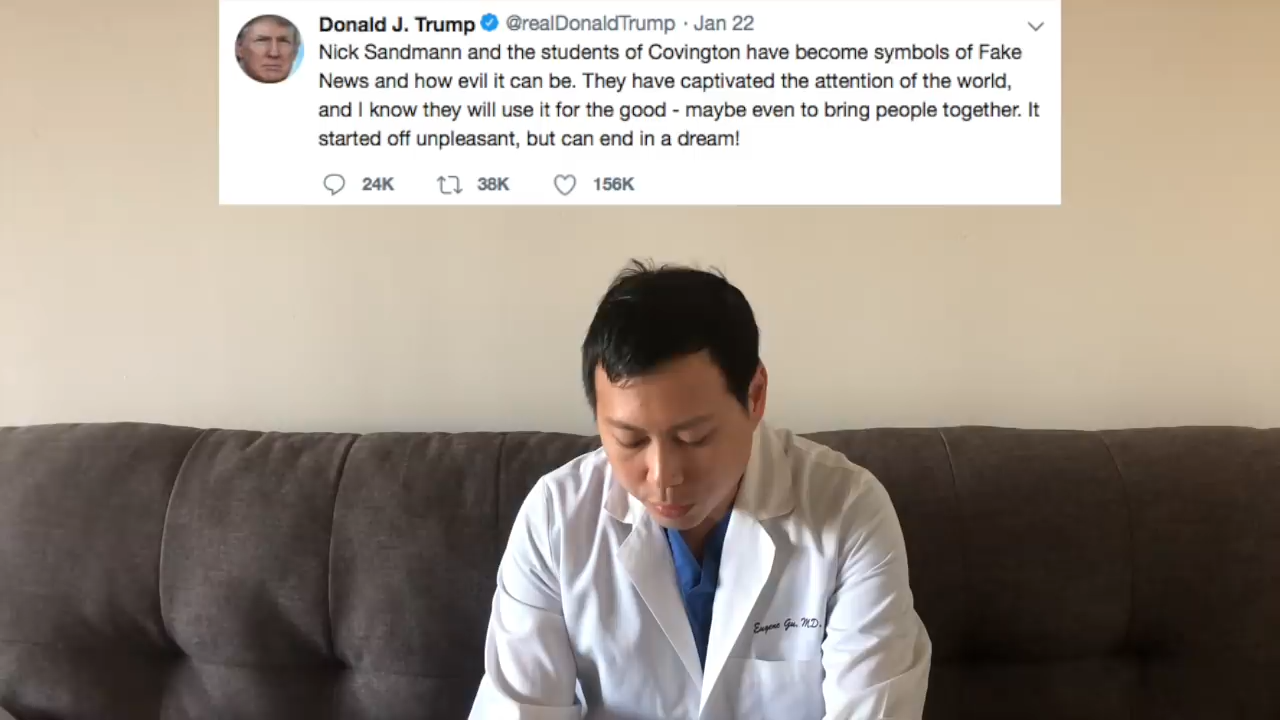 Donald J. Trump @realDonaldTrump · Jan 22
Nick Sandmann and the students of Covington have become symbols of Fake
News and how evil it can be. They have captivated the attention of the world,
and I know they will use it for the good - maybe even to bring people together. It
started off unpleasant, but can end in a dream!
24K 38K 156K
Eugene Gu, MD.